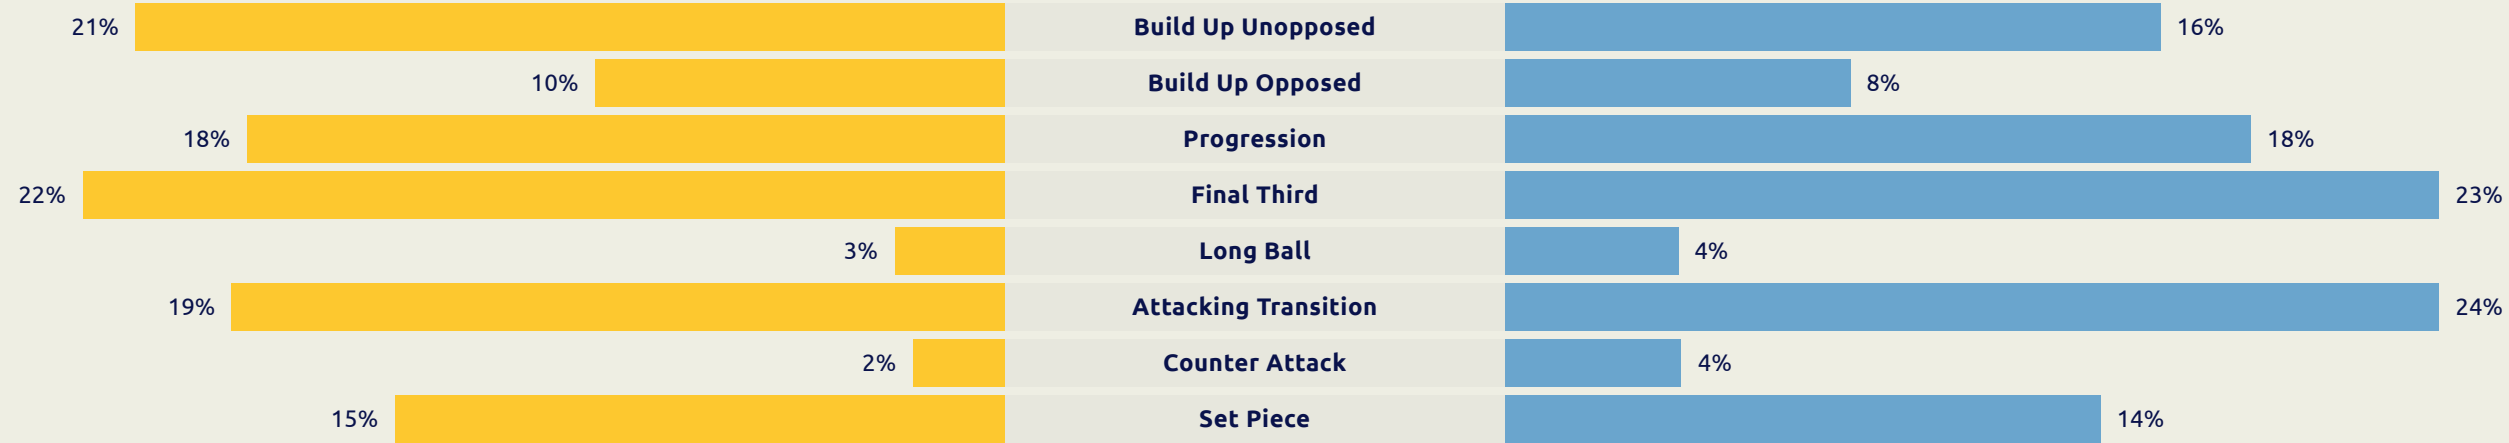 21% Build Up Unopposed 16%
10% Build Up Opposed 8%
18% Progression 18%
22% Final Third 23%
3% Long Ball 4%
19% Attacking Transition 24%
2% Counter Attack 4%
15% Set Piece 14%